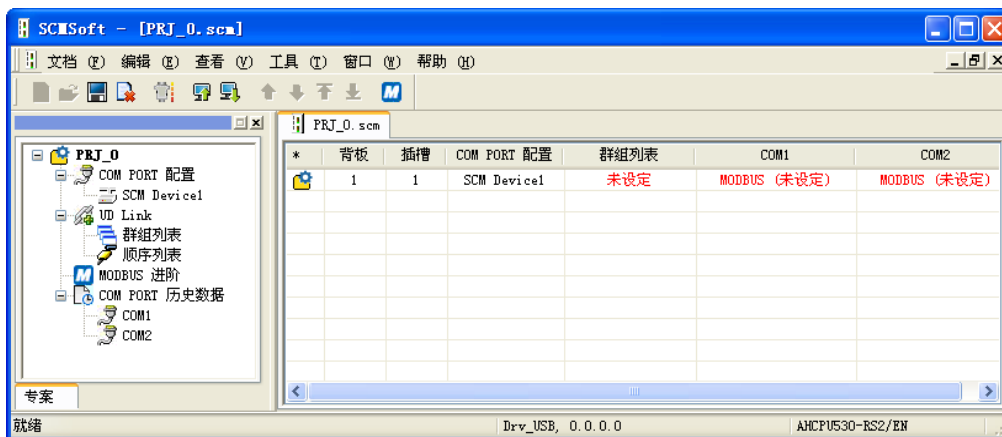 SCMSoft - [PRJ_0.scm]
文档 (F) 编辑 (E) 查看 (V) 工具 (T) 窗口 (W) 帮助 (H)
PRJ_0.scm
PRJ_0
COM PORT 配置
SCM Device1
UD Link
群组列表
顺序列表
MODBUS 进阶
COM PORT 历史数据
COM1
COM2
专案
* 背板 插槽 COM PORT 配置 群组列表 COM1 COM2
1 1 SCM Device1 未设定 MODBUS (未设定) MODBUS (未设定)
就绪 Drv_USB, 0.0.0.0 AHCPU530-RS2/EN